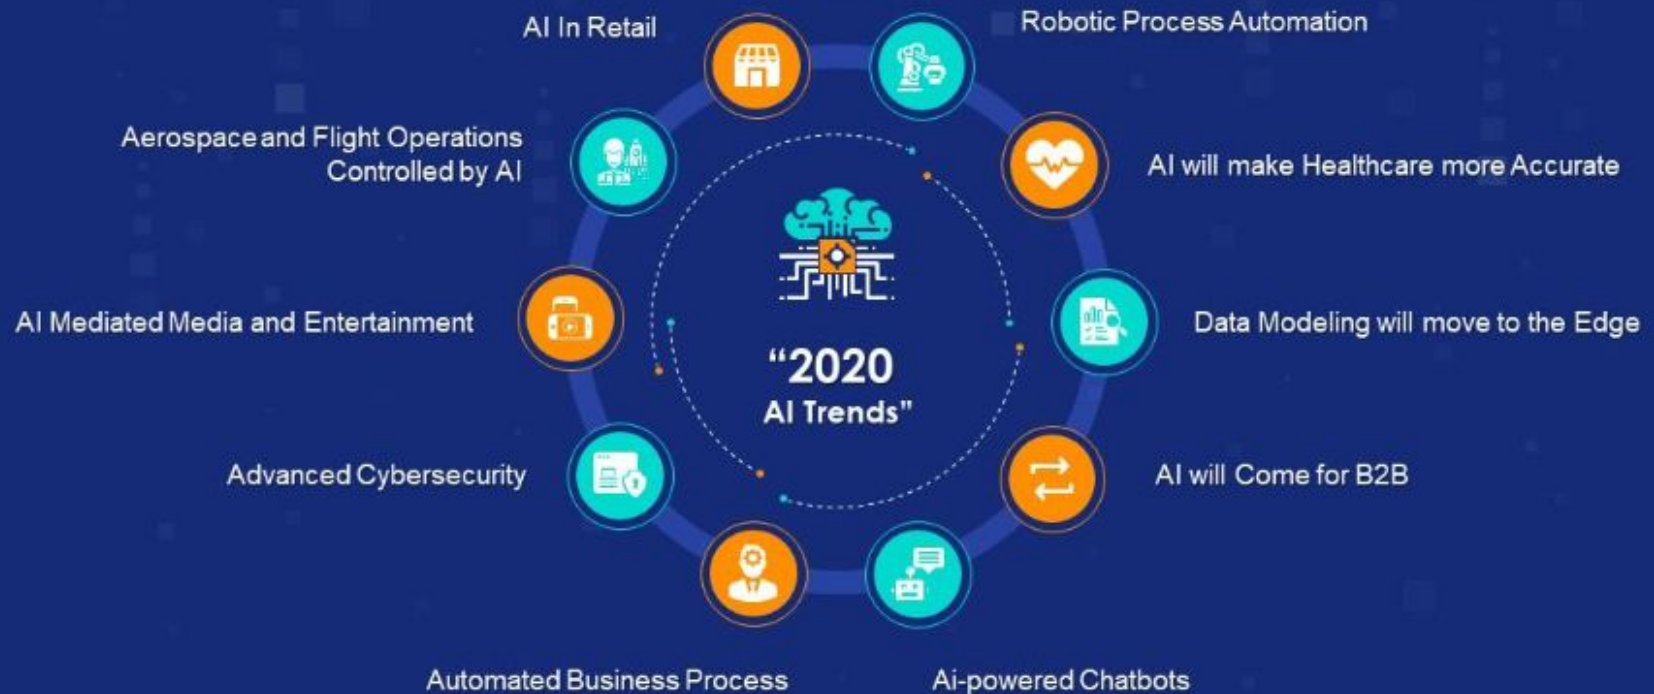 AI In Retail
Robotic Process Automation
Aerospace and Flight Operations
Controlled by AI
AI will make Healthcare more Accurate
AI Mediated Media and Entertainment
Data Modeling will move to the Edge
“2020
AI Trends”
Advanced Cybersecurity
AI will Come for B2B
Automated Business Process
Ai-powered Chatbots